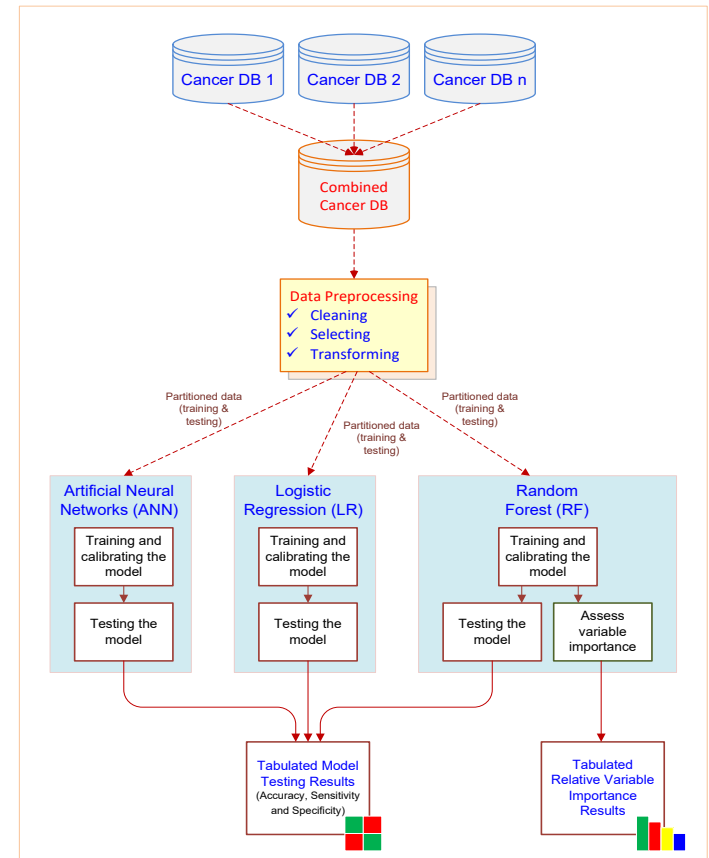 Cancer DB 1
Cancer DB 2
Cancer DB n
Combined
Cancer DB
Data Preprocessing
✓ Cleaning
✓ Selecting
✓ Transforming
Partitioned data
(training &
testing)
Partitioned data
(training &
testing)
Partitioned data
(training &
testing)
Artificial Neural
Networks (ANN)
Training and
calibrating the
model
Testing the
model
Logistic
Regression (LR)
Training and
calibrating the
model
Testing the
model
Random
Forest (RF)
Training and
calibrating the
model
Testing the
model
Assess
variable
importance
Tabulated Model
Testing Results
(Accuracy, Sensitivity
and Specificity)
Tabulated
Relative Variable
Importance
Results